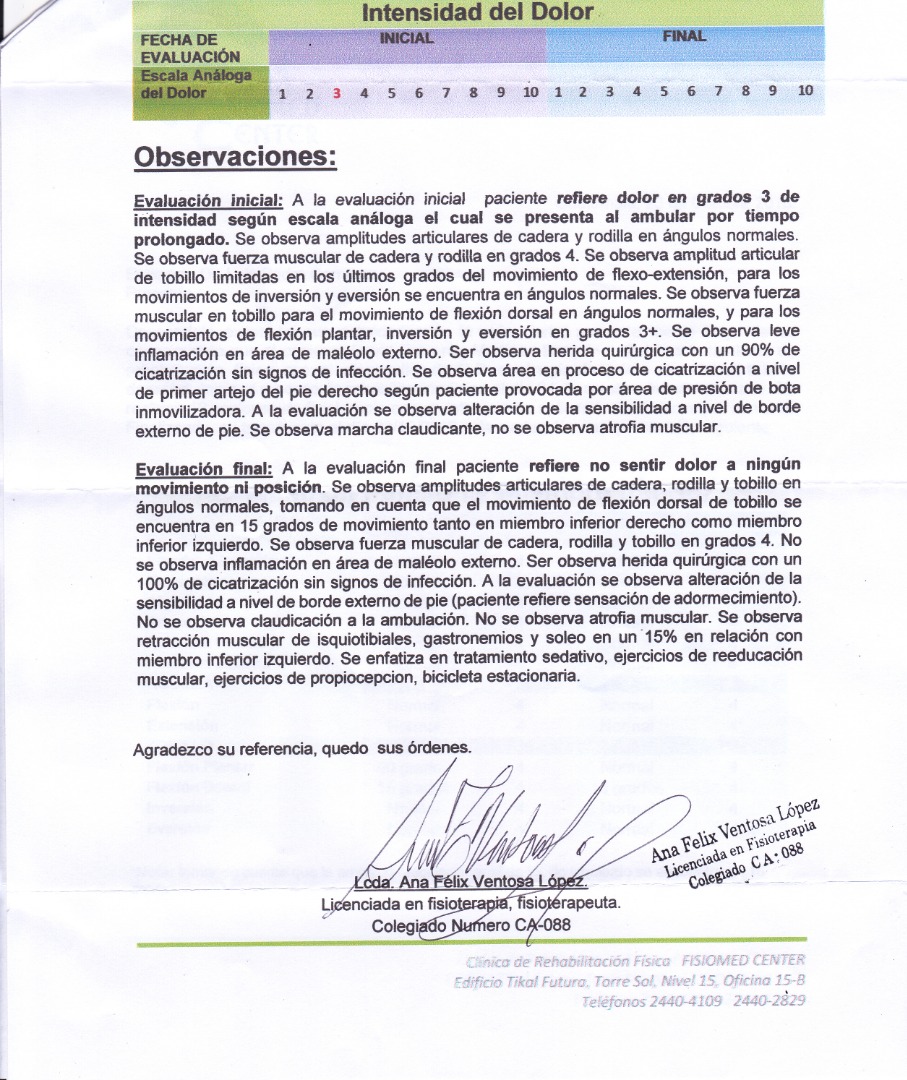 Intensidad del Dolor
FECHA DE EVALUACIÓN INICIAL FINAL
Escala Análoga del Dolor 1 2 3 4 5 6 7 8 9 10 1 2 3 4 5 6 7 8 9 10
Observaciones:
Evaluación inicial: A la evaluación inicial paciente refiere dolor en grados 3 de
intensidad según escala análoga el cual se presenta al ambular por tiempo
prolongado. Se observa amplitudes articulares de cadera y rodilla en ángulos normales.
Se observa fuerza muscular de cadera y rodilla en grados 4. Se observa amplitud articular
de tobillo limitadas en los últimos grados del movimiento de flexo-extensión, para los
movimientos de inversión y eversión se encuentra en ángulos normales. Se observa fuerza
muscular en tobillo para el movimiento de flexión dorsal en ángulos normales, y para los
movimientos de flexión plantar, inversión y eversión en grados 3+. Se observa leve
inflamación en área de maléolo externo. Ser observa herida quirúrgica con un 90% de
cicatrización sin signos de infección. Se observa área en proceso de cicatrización a nivel
de primer artejo del pie derecho según paciente provocada por área de presión de bota
inmovilizadora. A la evaluación se observa alteración de la sensibilidad a nivel de borde
externo de pie. Se observa marcha claudicante, no se observa atrofia muscular.
Evaluación final: A la evaluación final paciente refiere no sentir dolor a ningún
movimiento ni posición. Se observa amplitudes articulares de cadera, rodilla y tobillo en
ángulos normales, tomando en cuenta que el movimiento de flexión dorsal de tobillo se
encuentra en 15 grados de movimiento tanto en miembro inferior derecho como miembro
inferior izquierdo. Se observa fuerza muscular de cadera, rodilla y tobillo en grados 4. No
se observa inflamación en área de maléolo externo. Ser observa herida quirúrgica con un
100% de cicatrización sin signos de infección. A la evaluación se observa alteración de la
sensibilidad a nivel de borde externo de pie (paciente refiere sensación de adormecimiento).
No se observa claudicación a la ambulación. No se observa atrofia muscular. Se observa
retracción muscular de isquiotibiales, gastronemios y soleo en un 15% en relación con
miembro inferior izquierdo. Se enfatiza en tratamiento sedativo, ejercicios de reeducación
muscular, ejercicios de propiocepcion, bicicleta estacionaria.
Agradezco su referencia, quedo sus órdenes.
Ana Felix Ventosa López
Licenciada en Fisioterapia
Colegiado CA-088
Lcda. Ana Félix Ventosa López.
Licenciada en fisioterapia, fisioterapeuta.
Colegiado Numero CA-088
Clínica de Rehabilitación Física FISIOMED CENTER
Edificio Tikal Futura, Torre Sol, Nivel 15, Oficina 15-B
Teléfonos 2440-4109 2440-2829